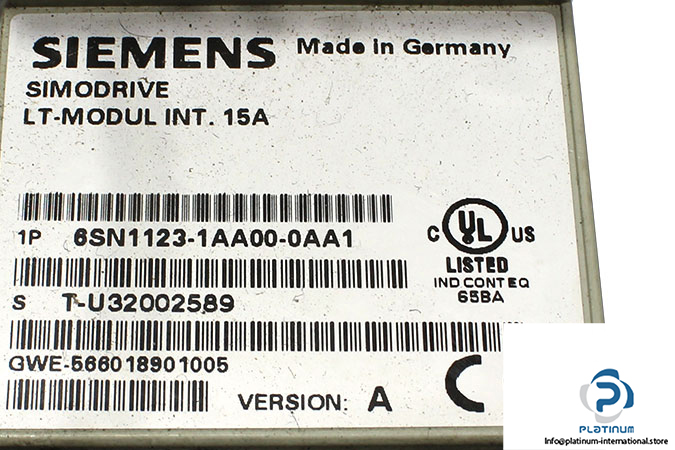 SIEMENS Made in Germany
SIMODRIVE
LT-MODUL INT. 15A
1P 6SN1123-1AA00-0AA1
C UL US
LISTED
IND CONT EQ
65BA
S T-U32002589
GWE-566018901005
VERSION: A
PLATINUM
Info@platinum-international.store